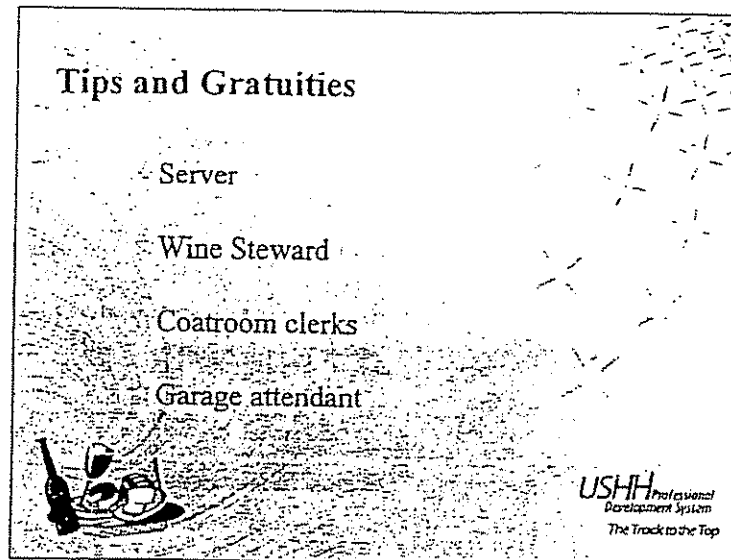 Tips and Gratuities
Server
Wine Steward
Coatroom clerks
Garage attendant
USHH Professional
Development System
The Track to the Top